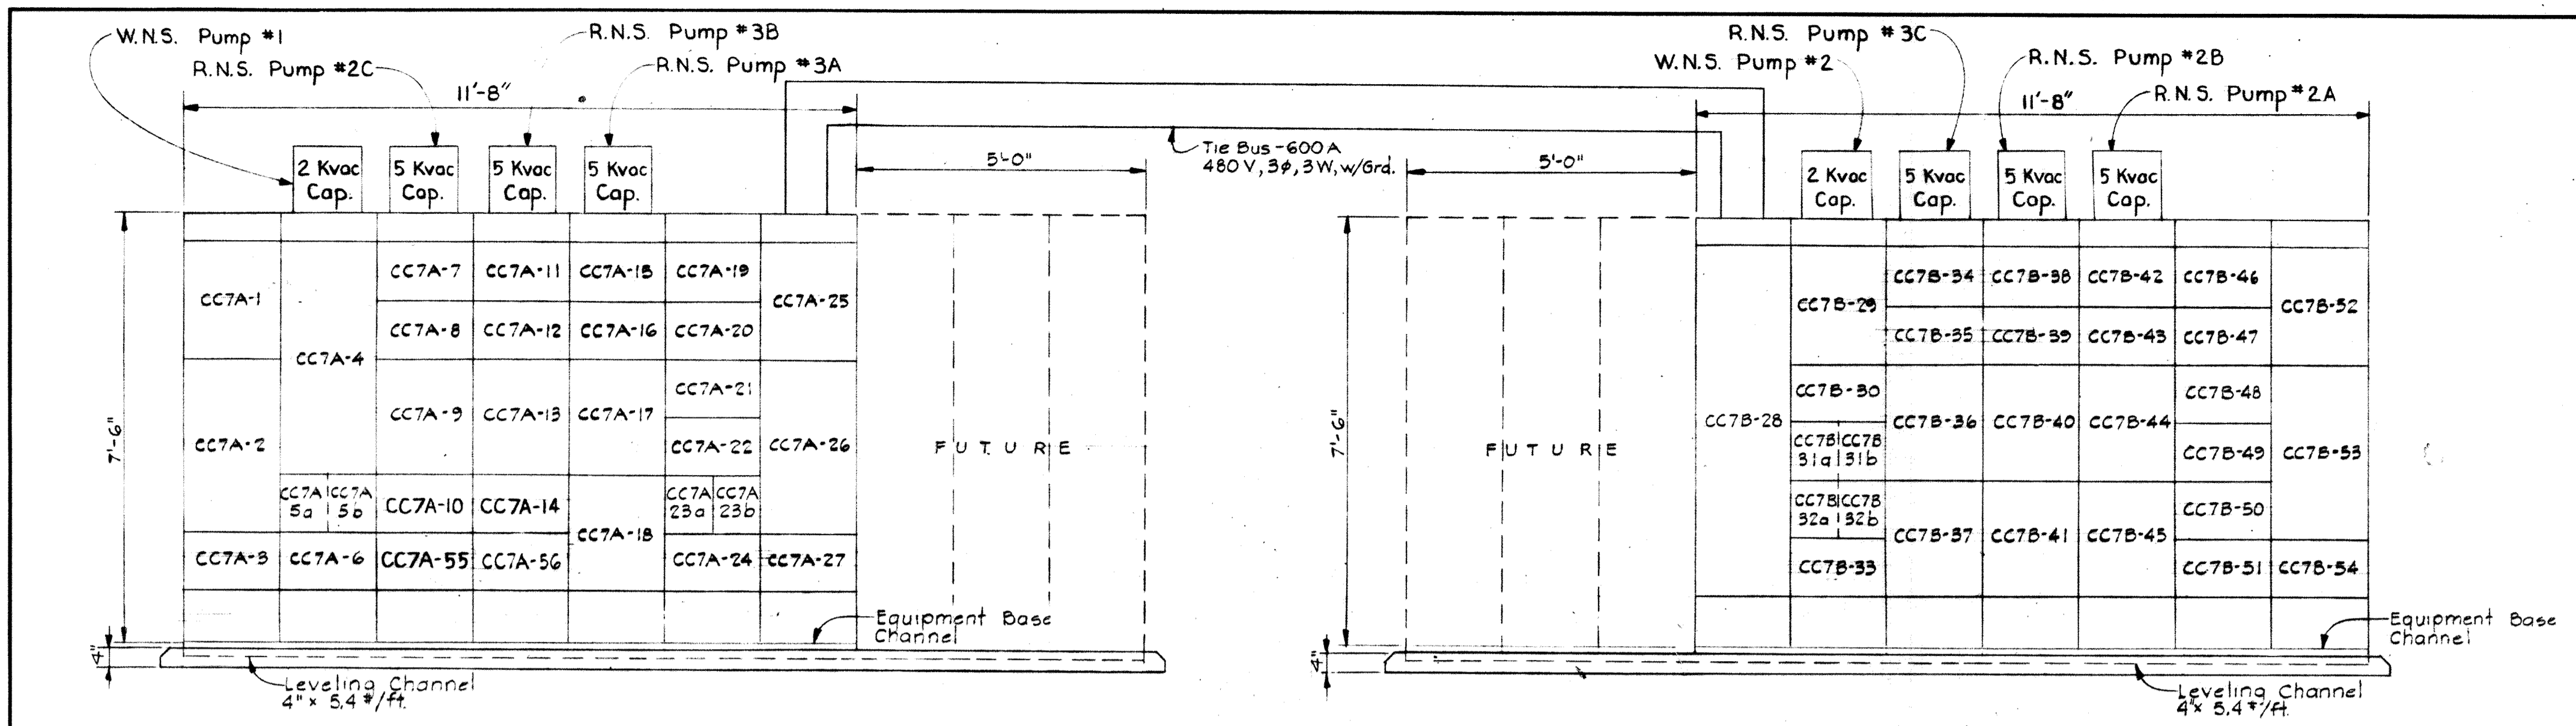 W.N.S. Pump #1
R.N.S. Pump #2C
R.N.S. Pump #3B
R.N.S. Pump #3A
11'-8"
2 Kvac
Cap.
5 Kvac
Cap.
5 Kvac
Cap.
5 Kvac
Cap.
5'-0"
Tie Bus-600A
480V, 3φ, 3W, w/Grd.
7'-6"
4"
CC7A-1
CC7A-2
CC7A-3
CC7A-4
CC7A
5a
CC7A
5b
CC7A-6
CC7A-7
CC7A-8
CC7A-9
CC7A-10
CC7A-55
CC7A-11
CC7A-12
CC7A-13
CC7A-14
CC7A-56
CC7A-15
CC7A-16
CC7A-17
CC7A-18
CC7A-19
CC7A-20
CC7A-21
CC7A-22
CC7A
23a
CC7A
23b
CC7A-24
CC7A-25
CC7A-26
CC7A-27
FUTURE
Equipment Base
Channel
Leveling Channel
4" x 5.4 #/ft.
R.N.S. Pump #3C
W.N.S. Pump #2
R.N.S. Pump #2B
R.N.S. Pump #2A
11'-8"
5'-0"
2 Kvac
Cap.
5 Kvac
Cap.
5 Kvac
Cap.
5 Kvac
Cap.
7'-6"
4"
FUTURE
CC7B-28
CC7B-29
CC7B-30
CC7B
31a
CC7B
31b
CC7B
32a
CC7B
32b
CC7B-33
CC7B-34
CC7B-35
CC7B-36
CC7B-37
CC7B-38
CC7B-39
CC7B-40
CC7B-41
CC7B-42
CC7B-43
CC7B-44
CC7B-45
CC7B-46
CC7B-47
CC7B-48
CC7B-49
CC7B-50
CC7B-51
CC7B-52
CC7B-53
CC7B-54
Equipment Base
Channel
Leveling Channel
4" x 5.4 #/ft.